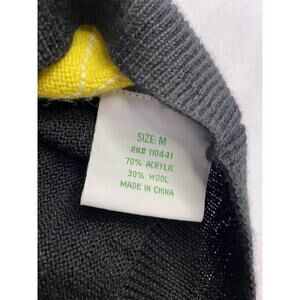 SIZE: M
RN# 110441
70% ACRYLIC
30% WOOL
MADE IN CHINA